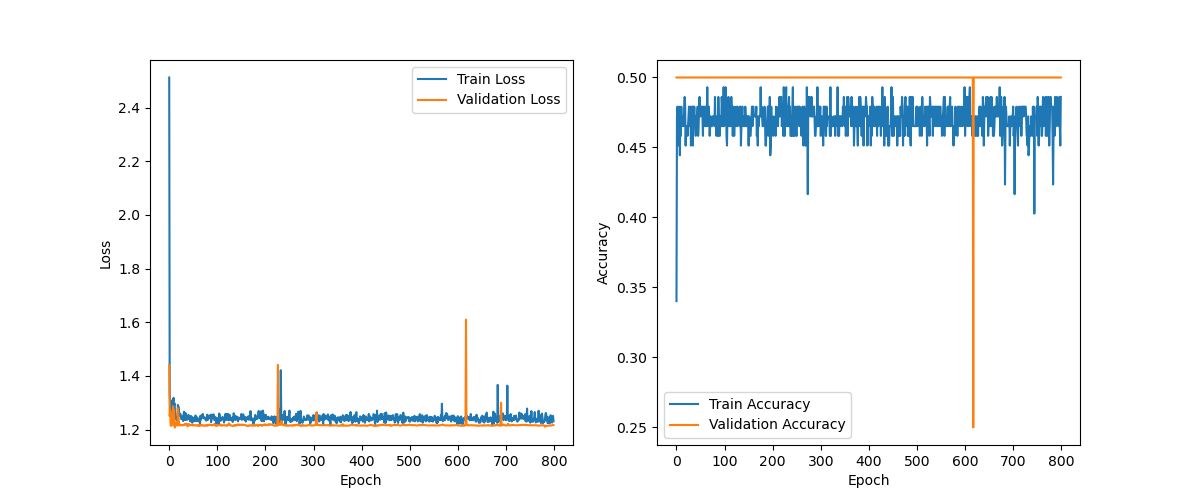 Train Loss
Validation Loss
2.4
2.2
2.0
1.8
1.6
1.4
1.2
Loss
0 100 200 300 400 500 600 700 800
Epoch
0.50
0.45
0.40
0.35
0.30
0.25
Accuracy
Train Accuracy
Validation Accuracy
0 100 200 300 400 500 600 700 800
Epoch